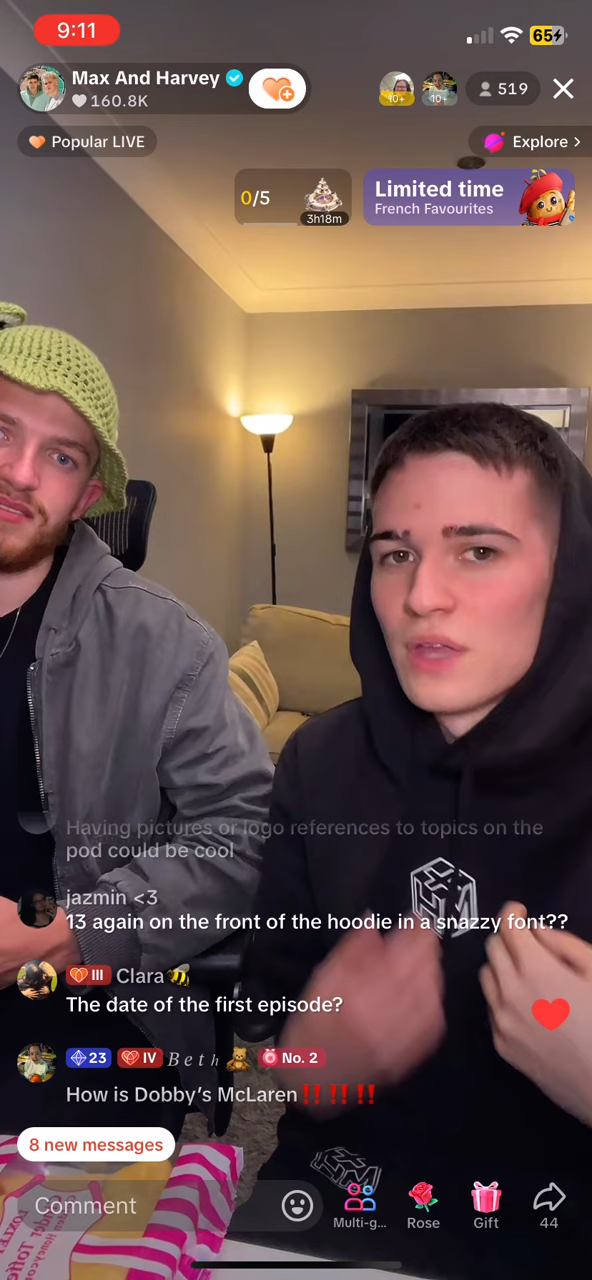 9:11
65
Max And Harvey
160.8K
10+
10+
519
Popular LIVE
Explore >
0/5
3h18m
Limited time
French Favourites
Having pictures or logo references to topics on the
pod could be cool
jazmin <3
13 again on the front of the hoodie in a snazzy font??
III Clara🐝
The date of the first episode?
23 IV Beth🧸 No. 2
How is Dobby’s McLaren‼️‼️‼️
8 new messages
Comment
Multi-g...
Rose
Gift
44